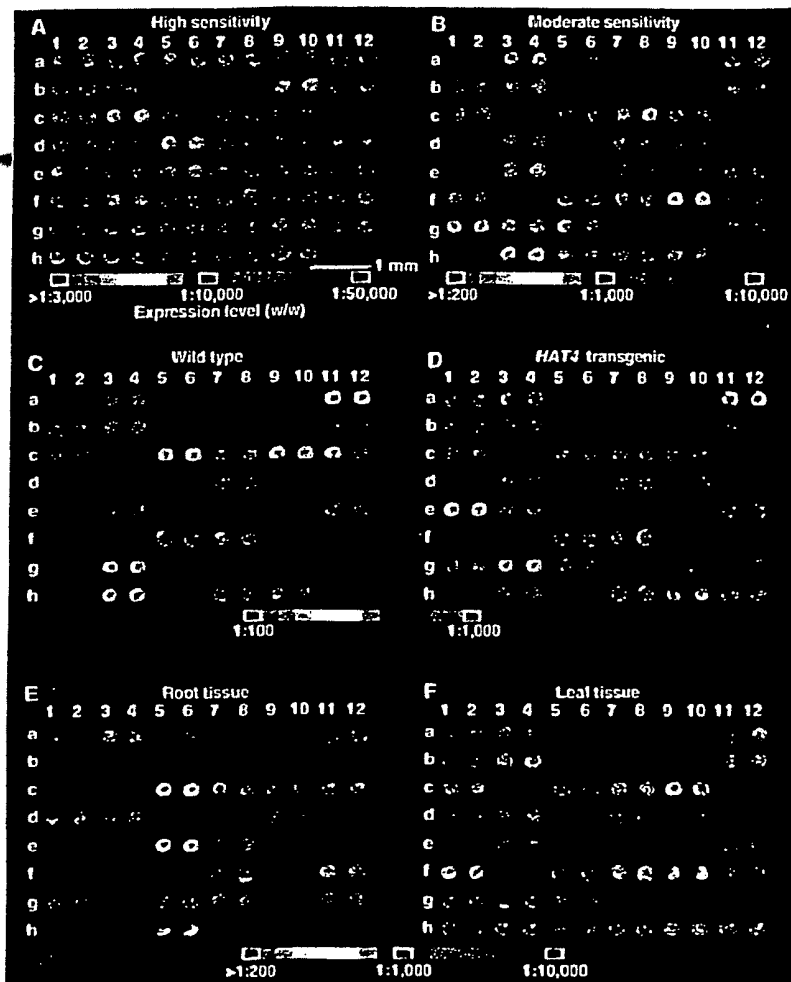 A High sensitivity
1 2 3 4 5 6 7 8 9 10 11 12
a
b
c
d
e
f
g
h
1 mm
>1:3,000 1:10,000 1:50,000
Expression level (w/w)
B Moderate sensitivity
1 2 3 4 5 6 7 8 9 10 11 12
a
b
c
d
e
f
g
h
>1:200 1:1,000 1:10,000
C Wild type
1 2 3 4 5 6 7 8 9 10 11 12
a
b
c
d
e
f
g
h
D HAT4 transgenic
1 2 3 4 5 6 7 8 9 10 11 12
a
b
c
d
e
f
g
h
1:100 1:1,000
E Root tissue
1 2 3 4 5 6 7 8 9 10 11 12
a
b
c
d
e
f
g
h
F Leaf tissue
1 2 3 4 5 6 7 8 9 10 11 12
a
b
c
d
e
f
g
h
>1:200 1:1,000 1:10,000